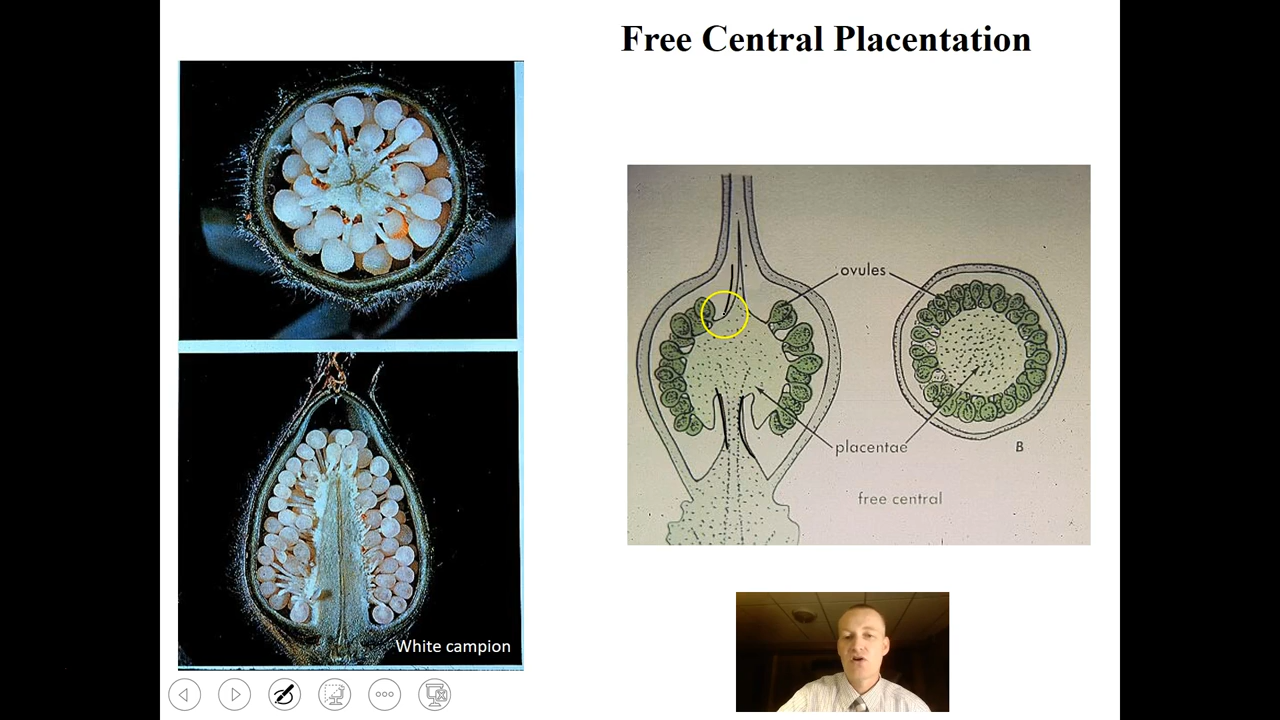 Free Central Placentation
ovules
placentae
B
free central
White campion